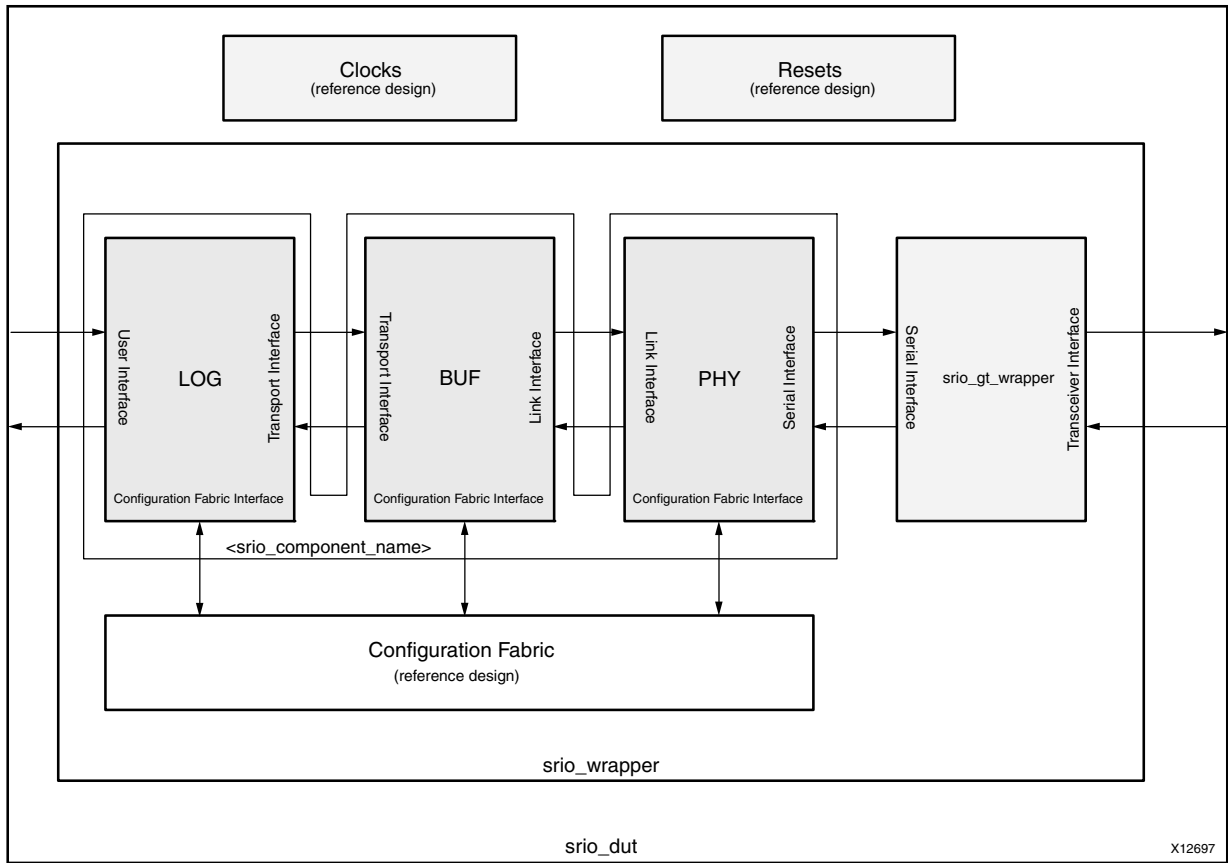 Clocks
(reference design)
Resets
(reference design)
User Interface
LOG
Transport Interface
Configuration Fabric Interface
Transport Interface
BUF
Link Interface
Configuration Fabric Interface
Link Interface
PHY
Serial Interface
Configuration Fabric Interface
Serial Interface
srio_gt_wrapper
Transceiver Interface
<srio_component_name>
Configuration Fabric
(reference design)
srio_wrapper
srio_dut
X12697